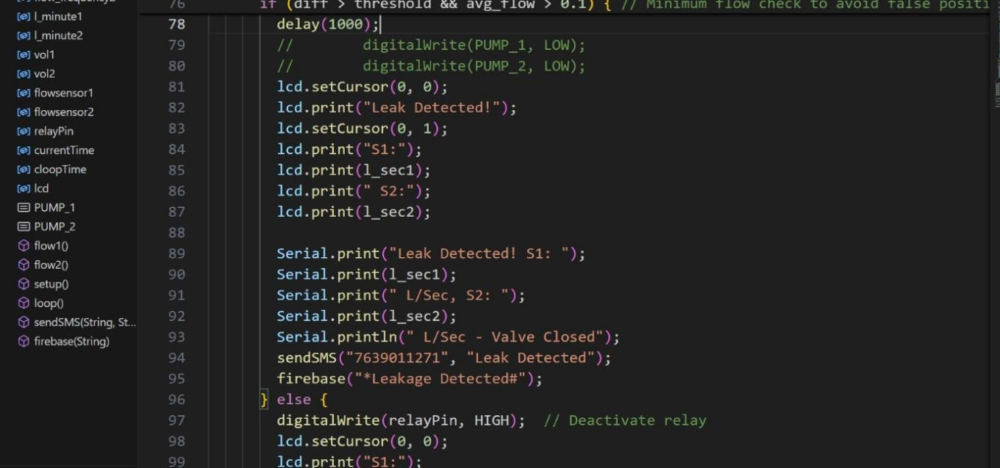 l_minute1
l_minute2
vol1
vol2
flowsensor1
flowsensor2
relayPin
currentTime
cloopTime
lcd
PUMP_1
PUMP_2
flow1()
flow2()
setup()
loop()
sendSMS(String, St...
firebase(String)
76 if (diff > threshold && avg_flow > 0.1) { // Minimum flow check to avoid false positi
78 delay(1000);
79 //        digitalWrite(PUMP_1, LOW);
80 //        digitalWrite(PUMP_2, LOW);
81 lcd.setCursor(0, 0);
82 lcd.print("Leak Detected!");
83 lcd.setCursor(0, 1);
84 lcd.print("S1:");
85 lcd.print(l_sec1);
86 lcd.print(" S2:");
87 lcd.print(l_sec2);
88
89 Serial.print("Leak Detected! S1: ");
90 Serial.print(l_sec1);
91 Serial.print(" L/Sec, S2: ");
92 Serial.print(l_sec2);
93 Serial.println(" L/Sec - Valve Closed");
94 sendSMS("7639011271", "Leak Detected");
95 firebase("*Leakage Detected#");
96 } else {
97 digitalWrite(relayPin, HIGH);  // Deactivate relay
98 lcd.setCursor(0, 0);
99 lcd.print("S1:");